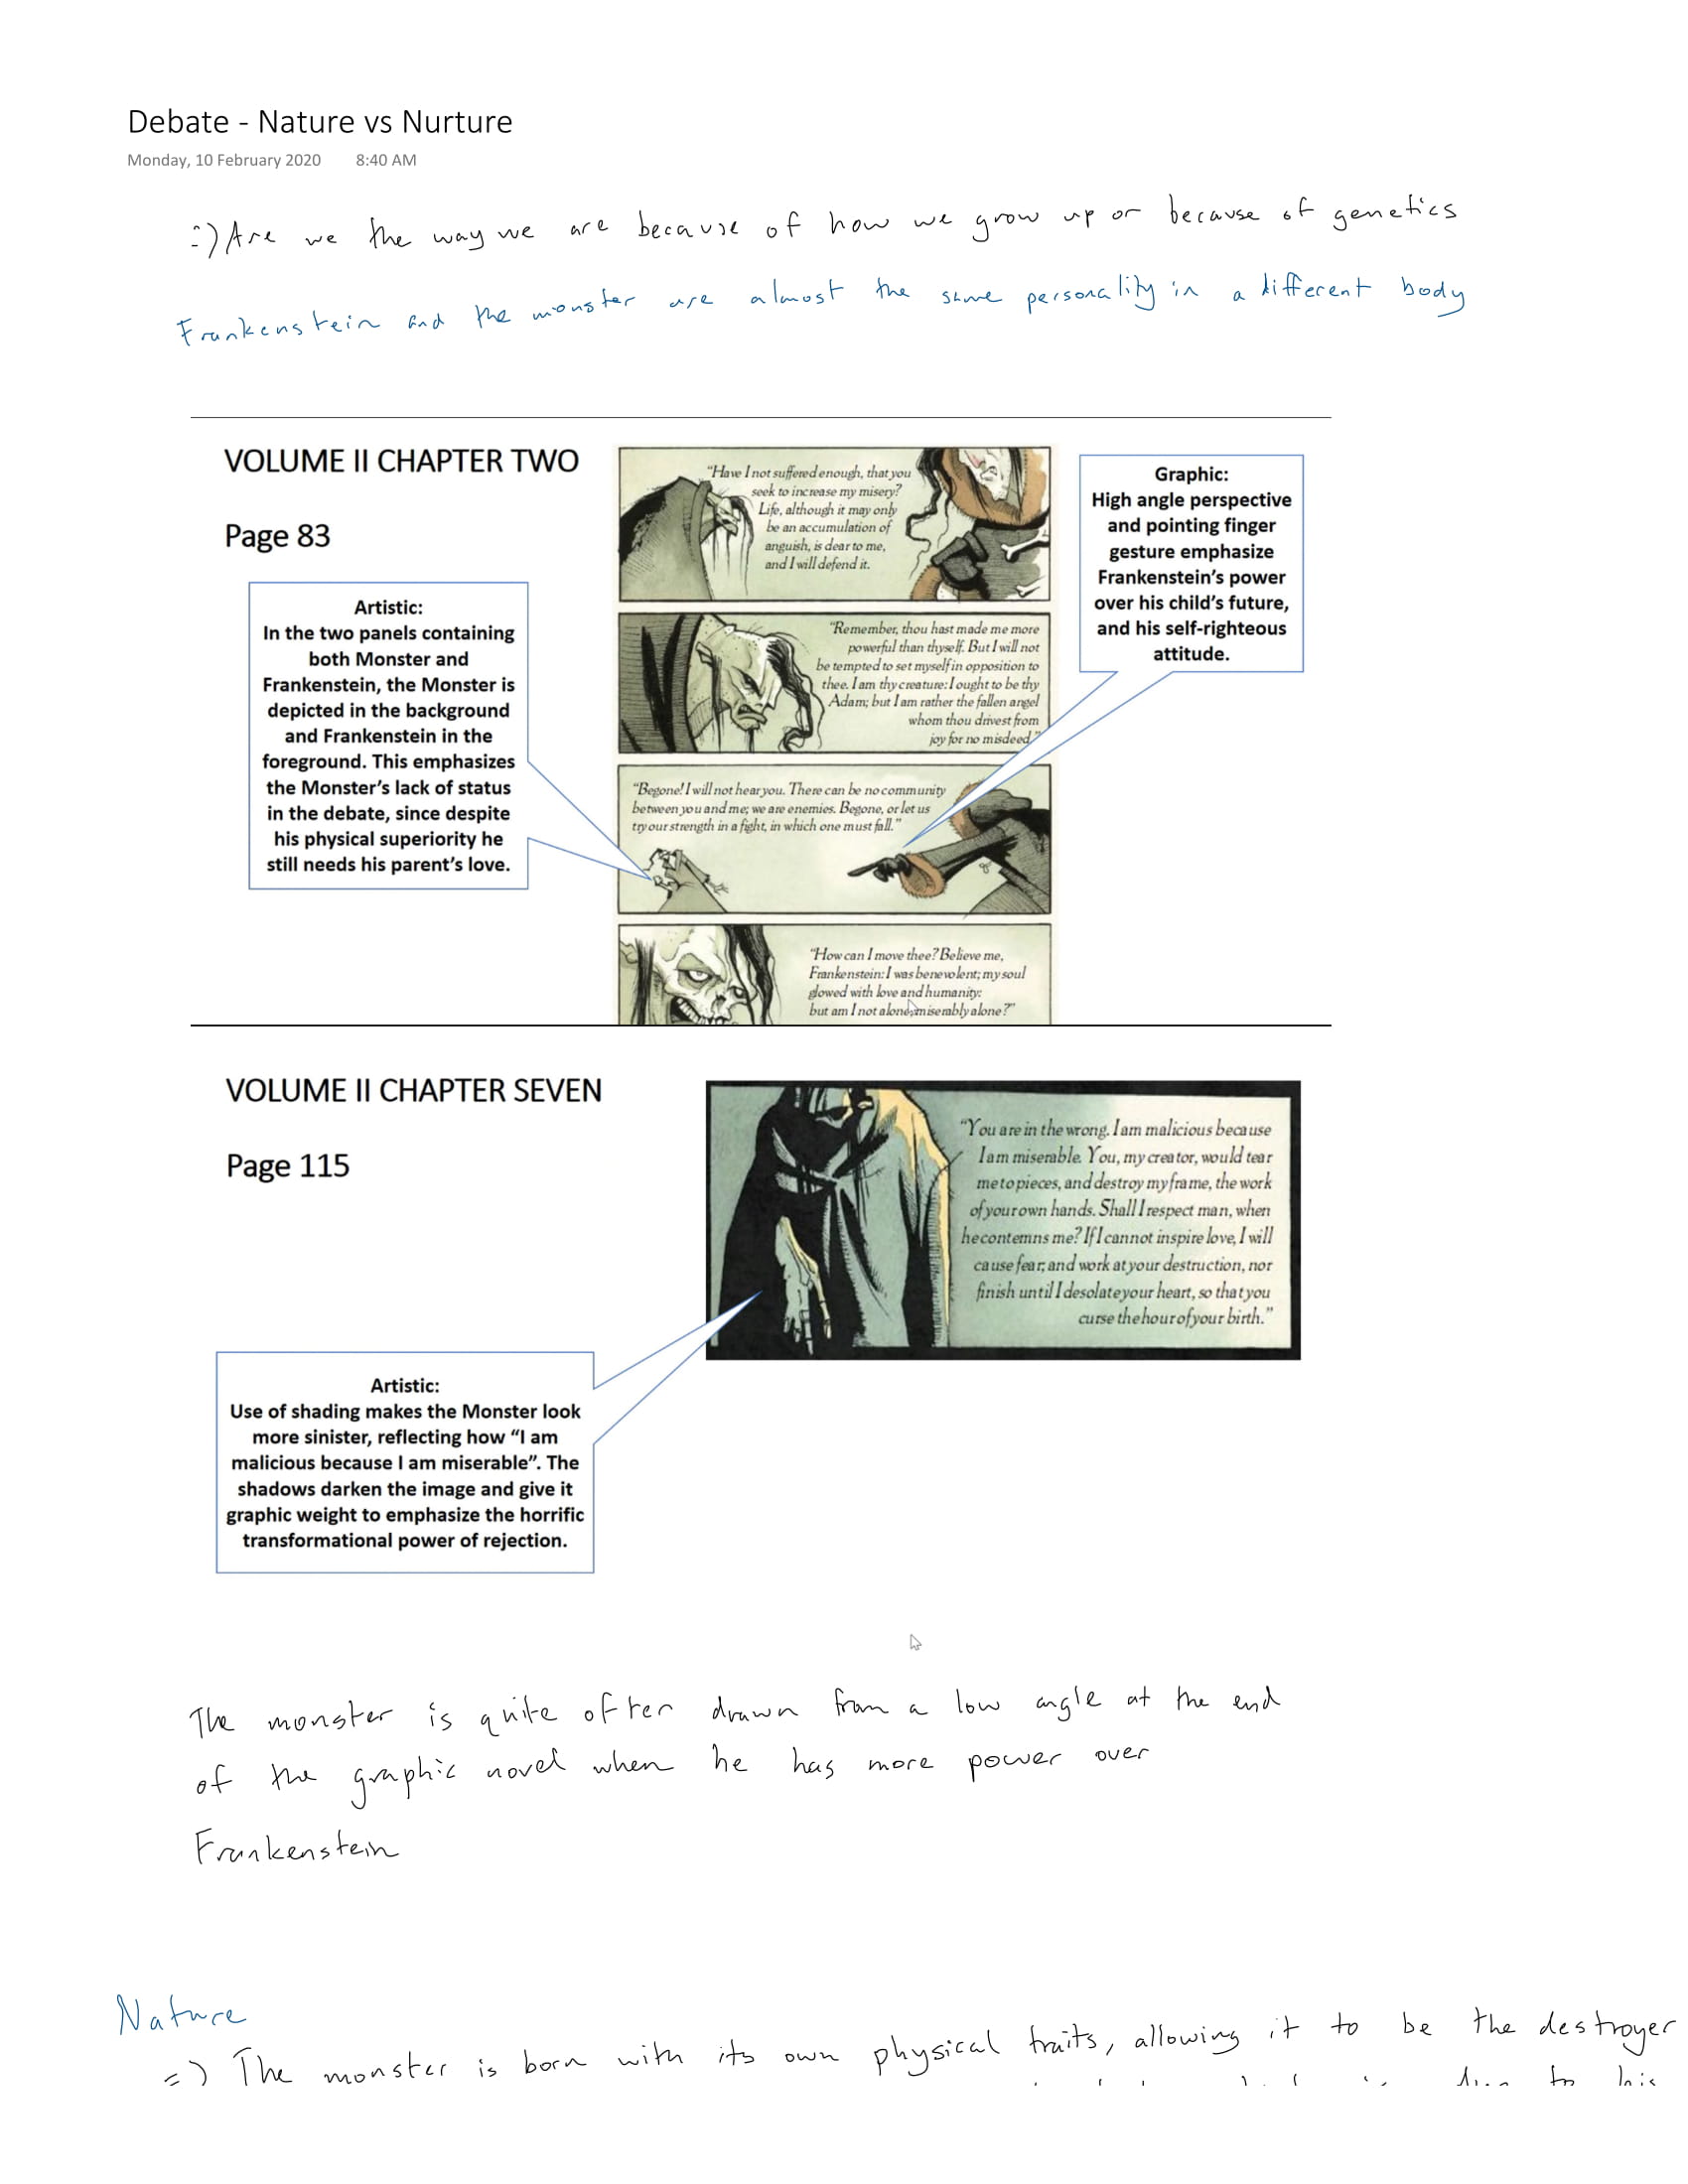 Debate - Nature vs Nurture
Monday, 10 February 2020 8:40 AM
=) Are we the way we are because of how we grow up or because of genetics
Frankenstein and the monster are almost the same personality in a different body
VOLUME II CHAPTER TWO
Page 83
Artistic:
In the two panels containing
both Monster and
Frankenstein, the Monster is
depicted in the background
and Frankenstein in the
foreground. This emphasizes
the Monster's lack of status
in the debate, since despite
his physical superiority he
still needs his parent's love.
"Have I not suffered enough, that you
seek to increase my misery?
Life, although it may only
be an accumulation of
anguish, is dear to me,
and I will defend it.
"Remember, thou hast made me more
powerful than thyself. But I will not
be tempted to set myself in opposition to
thee. I am thy creature: I ought to be thy
Adam; but I am rather the fallen angel
whom thou drivest from
joy for no misdeed."
"Begone! I will not hear you. There can be no community
between you and me; we are enemies. Begone, or let us
try our strength in a fight, in which one must fall."
"How can I move thee? Believe me,
Frankenstein: I was benevolent; my soul
glowed with love and humanity:
but am I not alone, miserably alone?"
Graphic:
High angle perspective
and pointing finger
gesture emphasize
Frankenstein's power
over his child's future,
and his self-righteous
attitude.
VOLUME II CHAPTER SEVEN
Page 115
"You are in the wrong. I am malicious because
I am miserable. You, my creator, would tear
me to pieces, and destroy my frame, the work
of your own hands. Shall I respect man, when
he contemns me? If I cannot inspire love, I will
cause fear; and work at your destruction, nor
finish until I desolate your heart, so that you
curse the hour of your birth."
Artistic:
Use of shading makes the Monster look
more sinister, reflecting how "I am
malicious because I am miserable". The
shadows darken the image and give it
graphic weight to emphasize the horrific
transformational power of rejection.
The monster is quite often drawn from a low angle at the end
of the graphic novel when he has more power over
Frankenstein
Nature
=) The monster is born with its own physical traits, allowing it to be the destroyer
to his